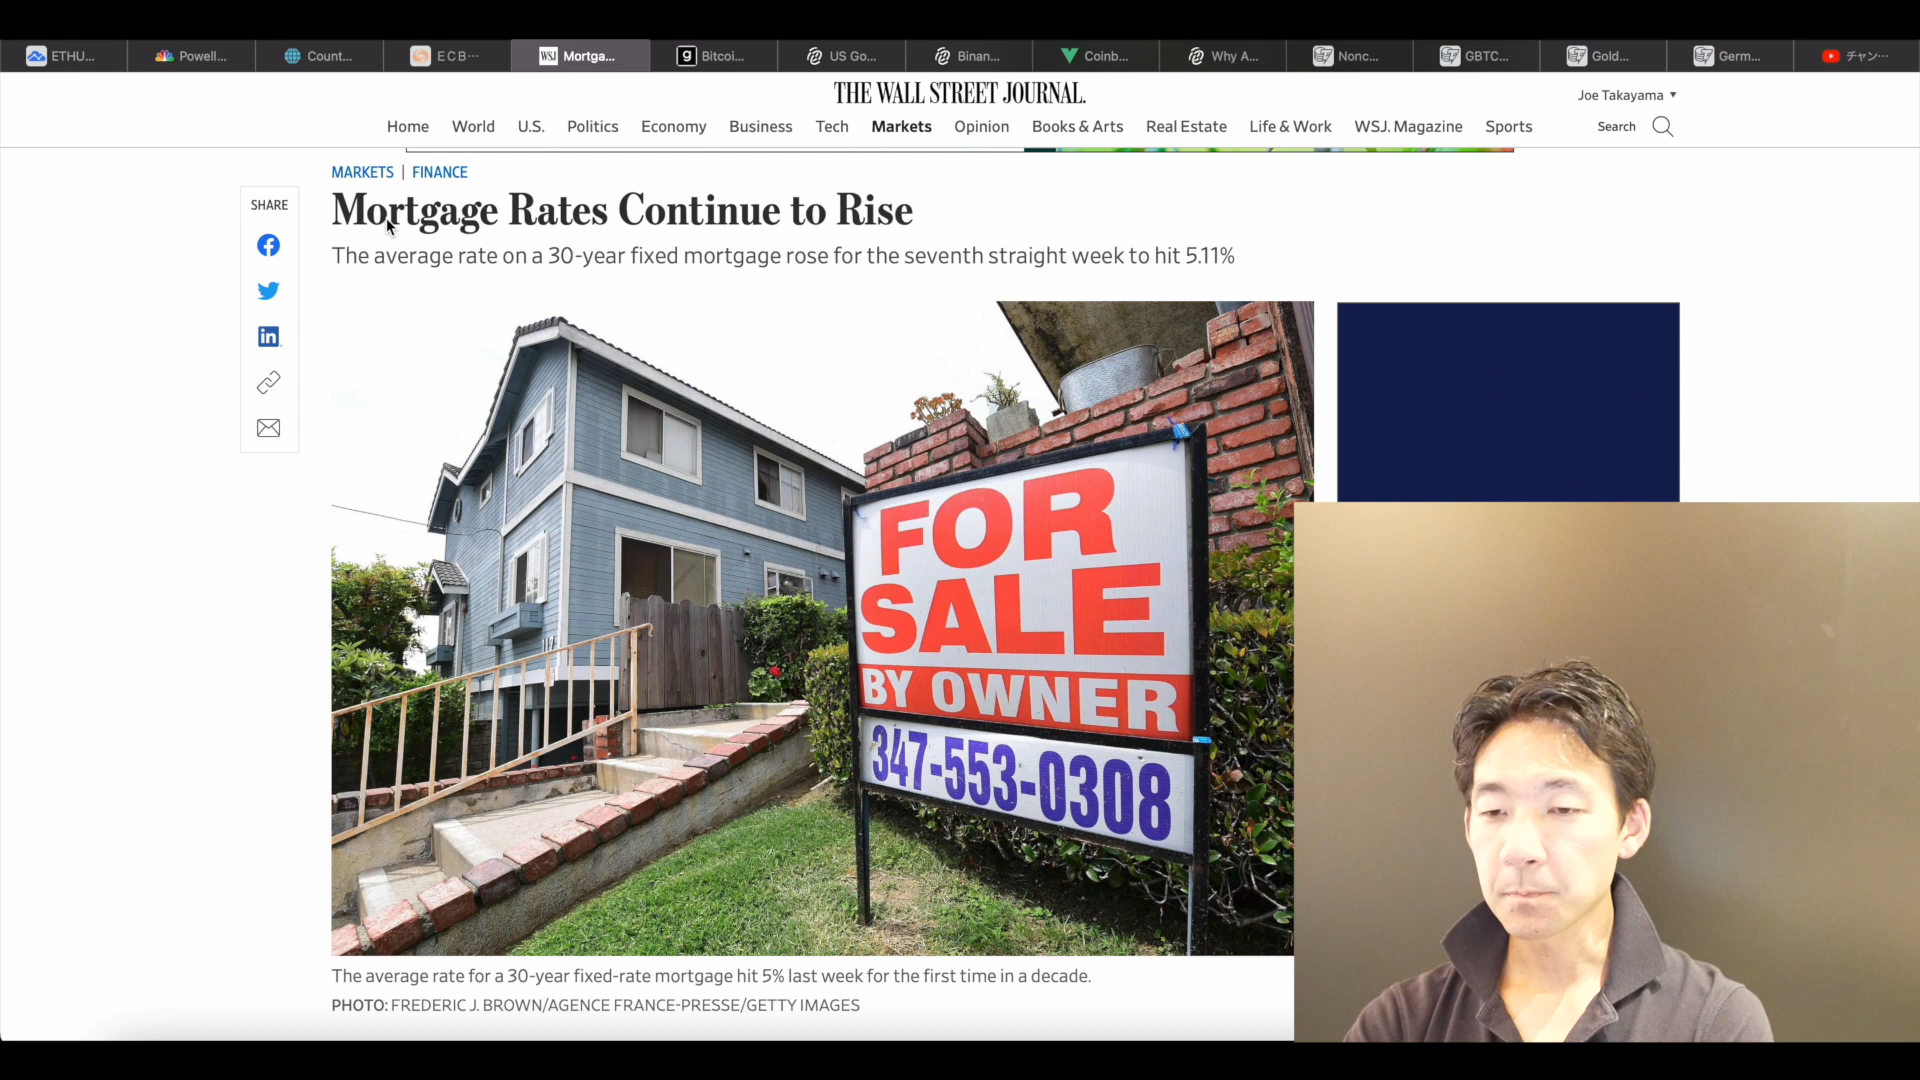 ETHU...
Powell...
Count...
ECB...
WSJ Mortga...
Bitcoi...
US Go...
Binan...
Coinb...
Why A...
Nonc...
GBTC...
Gold...
Germ...
チャン...
THE WALL STREET JOURNAL.
Joe Takayama
Home World U.S. Politics Economy Business Tech Markets Opinion Books & Arts Real Estate Life & Work WSJ. Magazine Sports Search
MARKETS | FINANCE
SHARE
Mortgage Rates Continue to Rise
The average rate on a 30-year fixed mortgage rose for the seventh straight week to hit 5.11%
FOR
SALE
BY OWNER
347-553-0308
The average rate for a 30-year fixed-rate mortgage hit 5% last week for the first time in a decade.
PHOTO: FREDERIC J. BROWN/AGENCE FRANCE-PRESSE/GETTY IMAGES